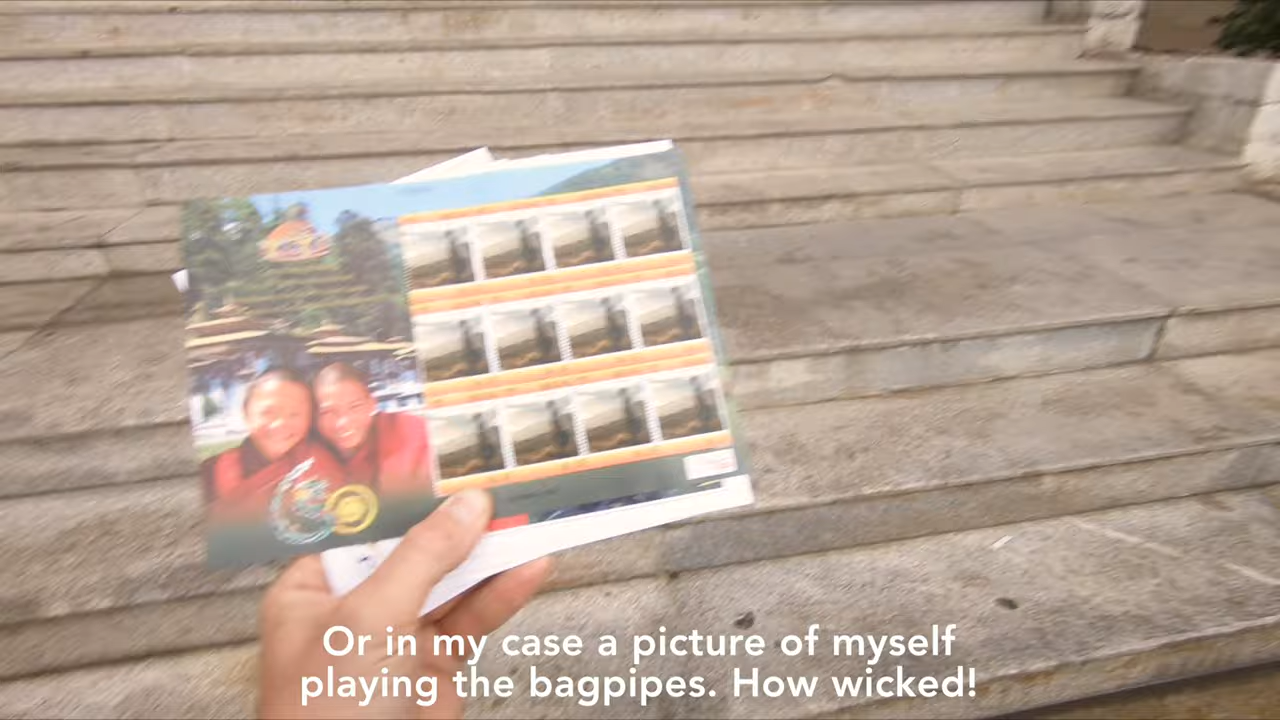 Or in my case a picture of myself
playing the bagpipes. How wicked!